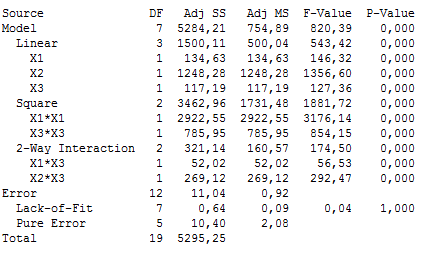 Source DF Adj SS Adj MS F-Value P-Value
Model 7 5284,21 754,89 820,39 0,000
Linear 3 1500,11 500,04 543,42 0,000
X1 1 134,63 134,63 146,32 0,000
X2 1 1248,28 1248,28 1356,60 0,000
X3 1 117,19 117,19 127,36 0,000
Square 2 3462,96 1731,48 1881,72 0,000
X1*X1 1 2922,55 2922,55 3176,14 0,000
X3*X3 1 785,95 785,95 854,15 0,000
2-Way Interaction 2 321,14 160,57 174,50 0,000
X1*X3 1 52,02 52,02 56,53 0,000
X2*X3 1 269,12 269,12 292,47 0,000
Error 12 11,04 0,92
Lack-of-Fit 7 0,64 0,09 0,04 1,000
Pure Error 5 10,40 2,08
Total 19 5295,25